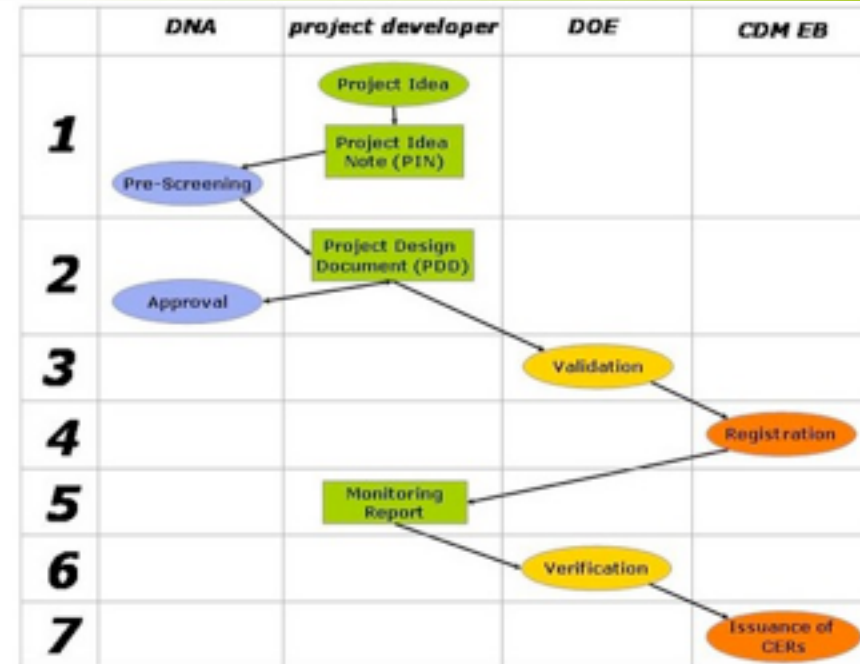 DNA project developer DOE CDM EB
1
Project Idea
Project Idea
Note (PIN)
Pre-Screening
2
Project Design
Document (PDD)
Approval
3
Validation
4
Registration
5
Monitoring
Report
6
Verification
7
Issuance of
CERs